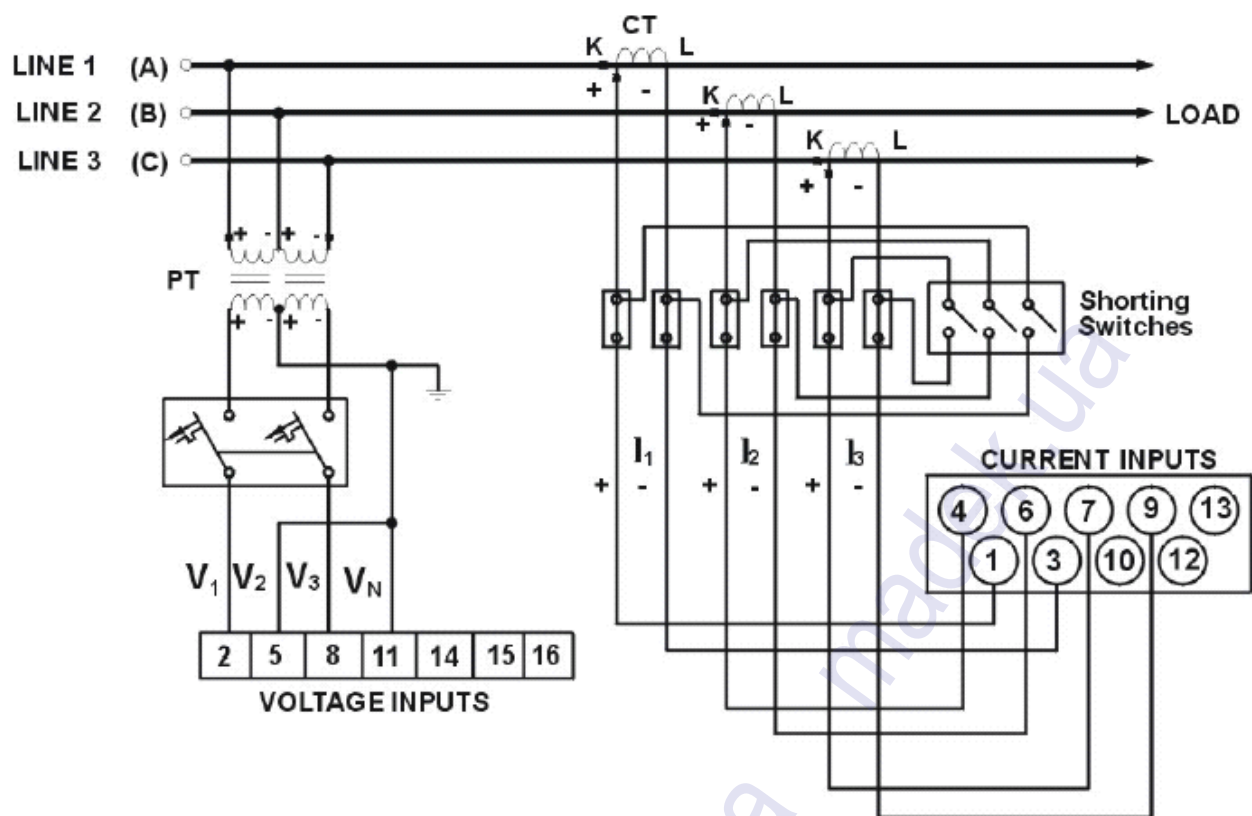 CT
K L
LINE 1 (A)
+ -
K L
LINE 2 (B)
+ -
LOAD
K L
LINE 3 (C)
+ -
+ - + -
PT
+ - + -
Shorting
Switches
I1 I2 I3
+ - + - + -
CURRENT INPUTS
4 6 7 9 13
1 3 10 12
V1 V2 V3 VN
2 5 8 11 14 15 16
VOLTAGE INPUTS
madek.ua